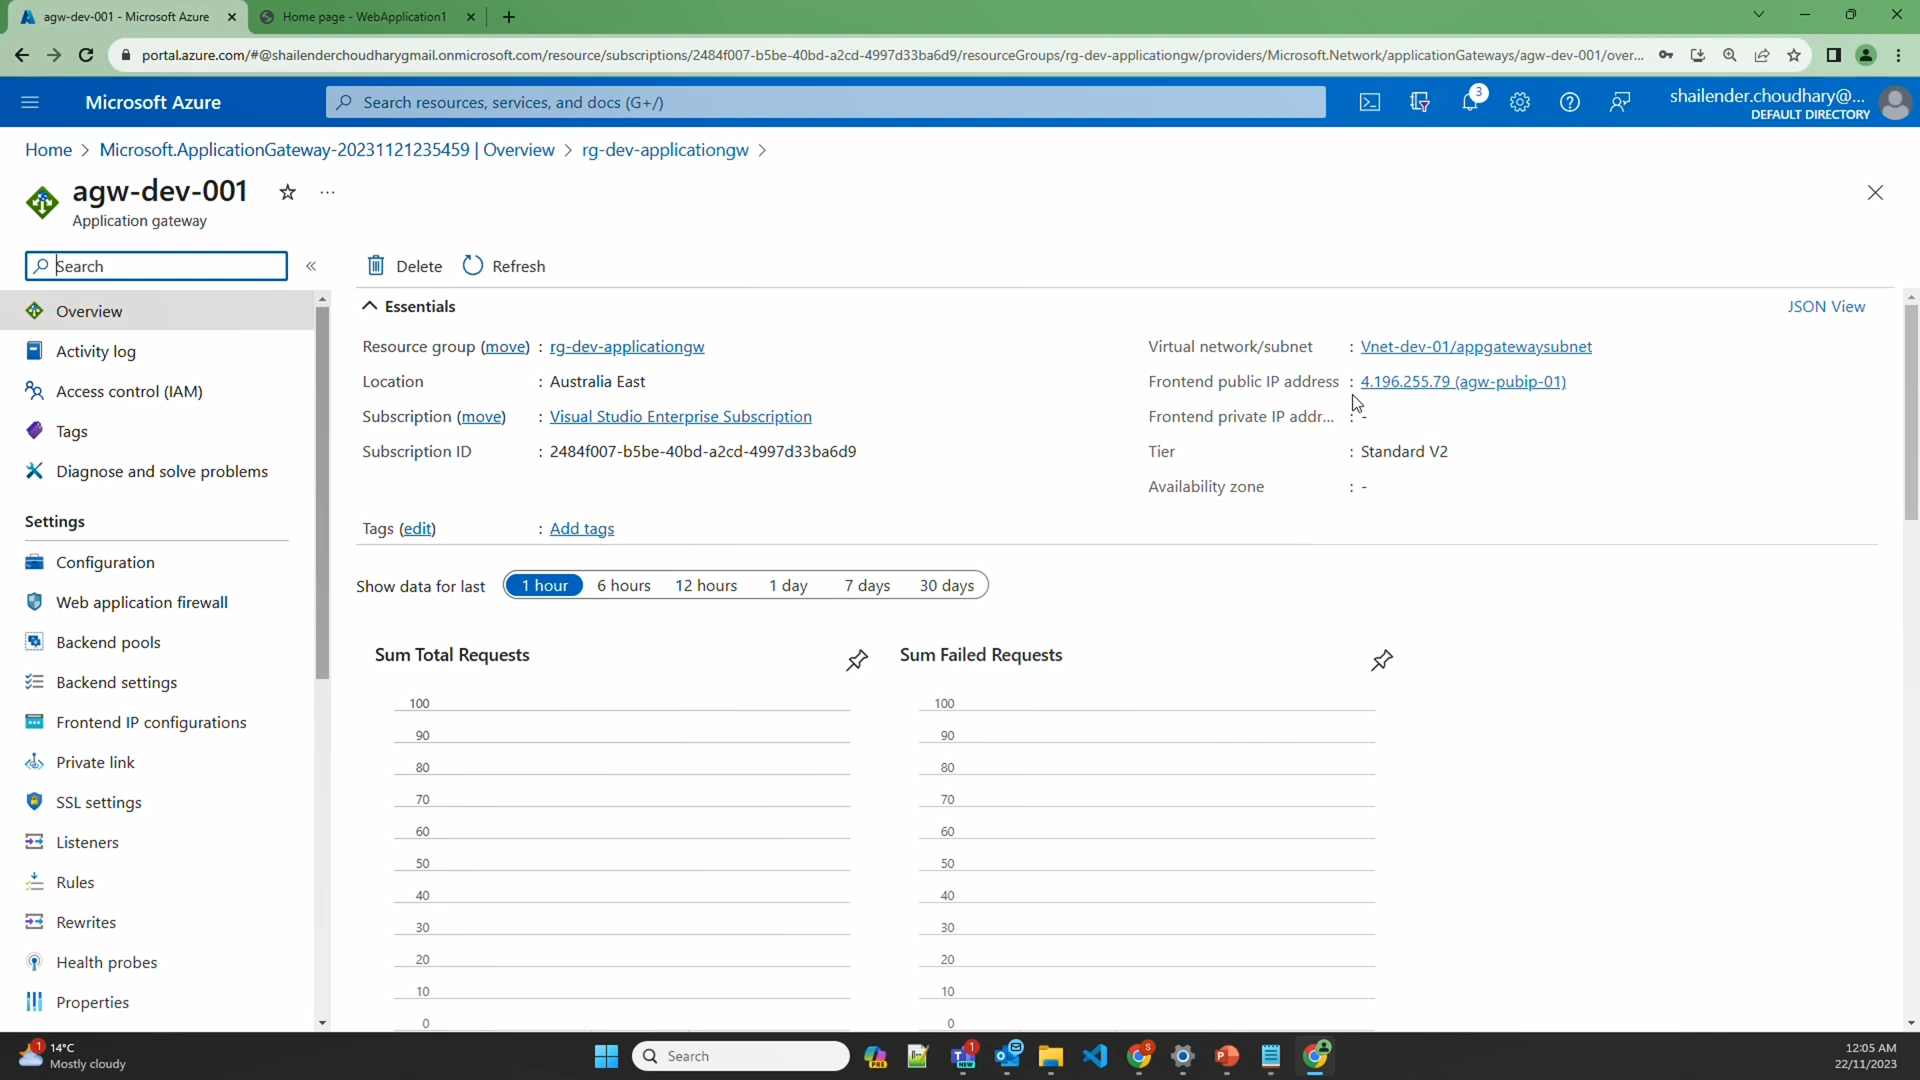 agw-dev-001 - Microsoft Azure
Home page - WebApplication1
portal.azure.com/#@shailenderchoudharygmail.onmicrosoft.com/resource/subscriptions/2484f007-b5be-40bd-a2cd-4997d33ba6d9/resourceGroups/rg-dev-applicationgw/providers/Microsoft.Network/applicationGateways/agw-dev-001/over...
Microsoft Azure
Search resources, services, and docs (G+/)
3
shailender.choudhary@...
DEFAULT DIRECTORY
Home > Microsoft.ApplicationGateway-20231121235459 | Overview > rg-dev-applicationgw >
agw-dev-001
Application gateway
Search
Delete
Refresh
Overview
Activity log
Access control (IAM)
Tags
Diagnose and solve problems
Settings
Configuration
Web application firewall
Backend pools
Backend settings
Frontend IP configurations
Private link
SSL settings
Listeners
Rules
Rewrites
Health probes
Properties
Essentials
JSON View
Resource group (move) : rg-dev-applicationgw
Location : Australia East
Subscription (move) : Visual Studio Enterprise Subscription
Subscription ID : 2484f007-b5be-40bd-a2cd-4997d33ba6d9
Virtual network/subnet : Vnet-dev-01/appgatewaysubnet
Frontend public IP address : 4.196.255.79 (agw-pubip-01)
Frontend private IP addr... : -
Tier : Standard V2
Availability zone : -
Tags (edit) : Add tags
Show data for last 1 hour 6 hours 12 hours 1 day 7 days 30 days
Sum Total Requests
100
90
80
70
60
50
40
30
20
10
0
Sum Failed Requests
100
90
80
70
60
50
40
30
20
10
0
1
14°C
Mostly cloudy
Search
PRE
1
NEW
S
P
12:05 AM
22/11/2023